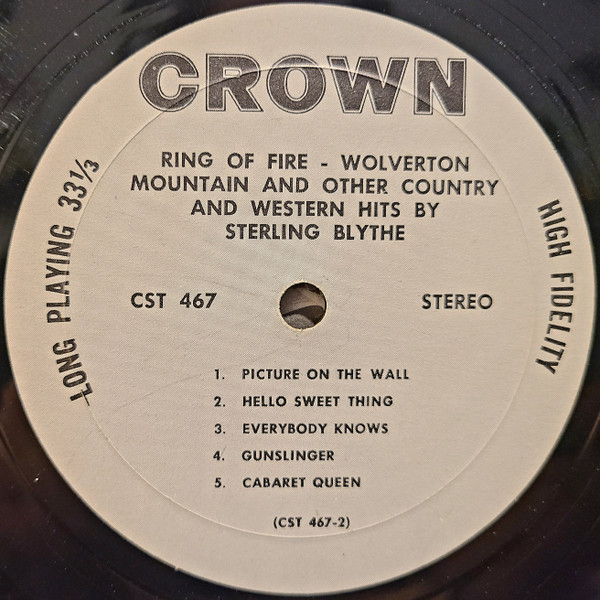 CROWN
RING OF FIRE - WOLVERTON
MOUNTAIN AND OTHER COUNTRY
AND WESTERN HITS BY
STERLING BLYTHE
LONG PLAYING 33⅓
HIGH FIDELITY
CST 467
STEREO
1. PICTURE ON THE WALL
2. HELLO SWEET THING
3. EVERYBODY KNOWS
4. GUNSLINGER
5. CABARET QUEEN
(CST 467-2)